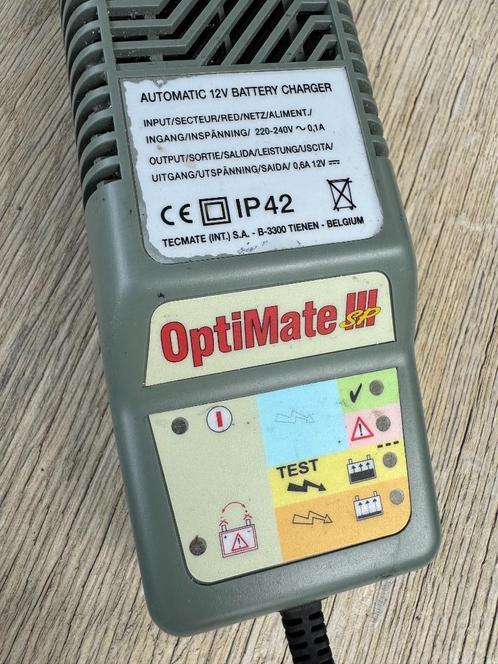 AUTOMATIC 12V BATTERY CHARGER
INPUT/SECTEUR/RED/NETZ/ALIMENT./
INGANG/INSPÄNNING/ 220-240V ~ 0,1A
OUTPUT/SORTIE/SALIDA/LEISTUNG/USCITA/
UITGANG/UTSPÄNNING/SAIDA/ 0,6A 12V ⎓
CE IP42
TECMATE (INT.) S.A. - B-3300 TIENEN - BELGIUM
OptiMate III
SP
TEST